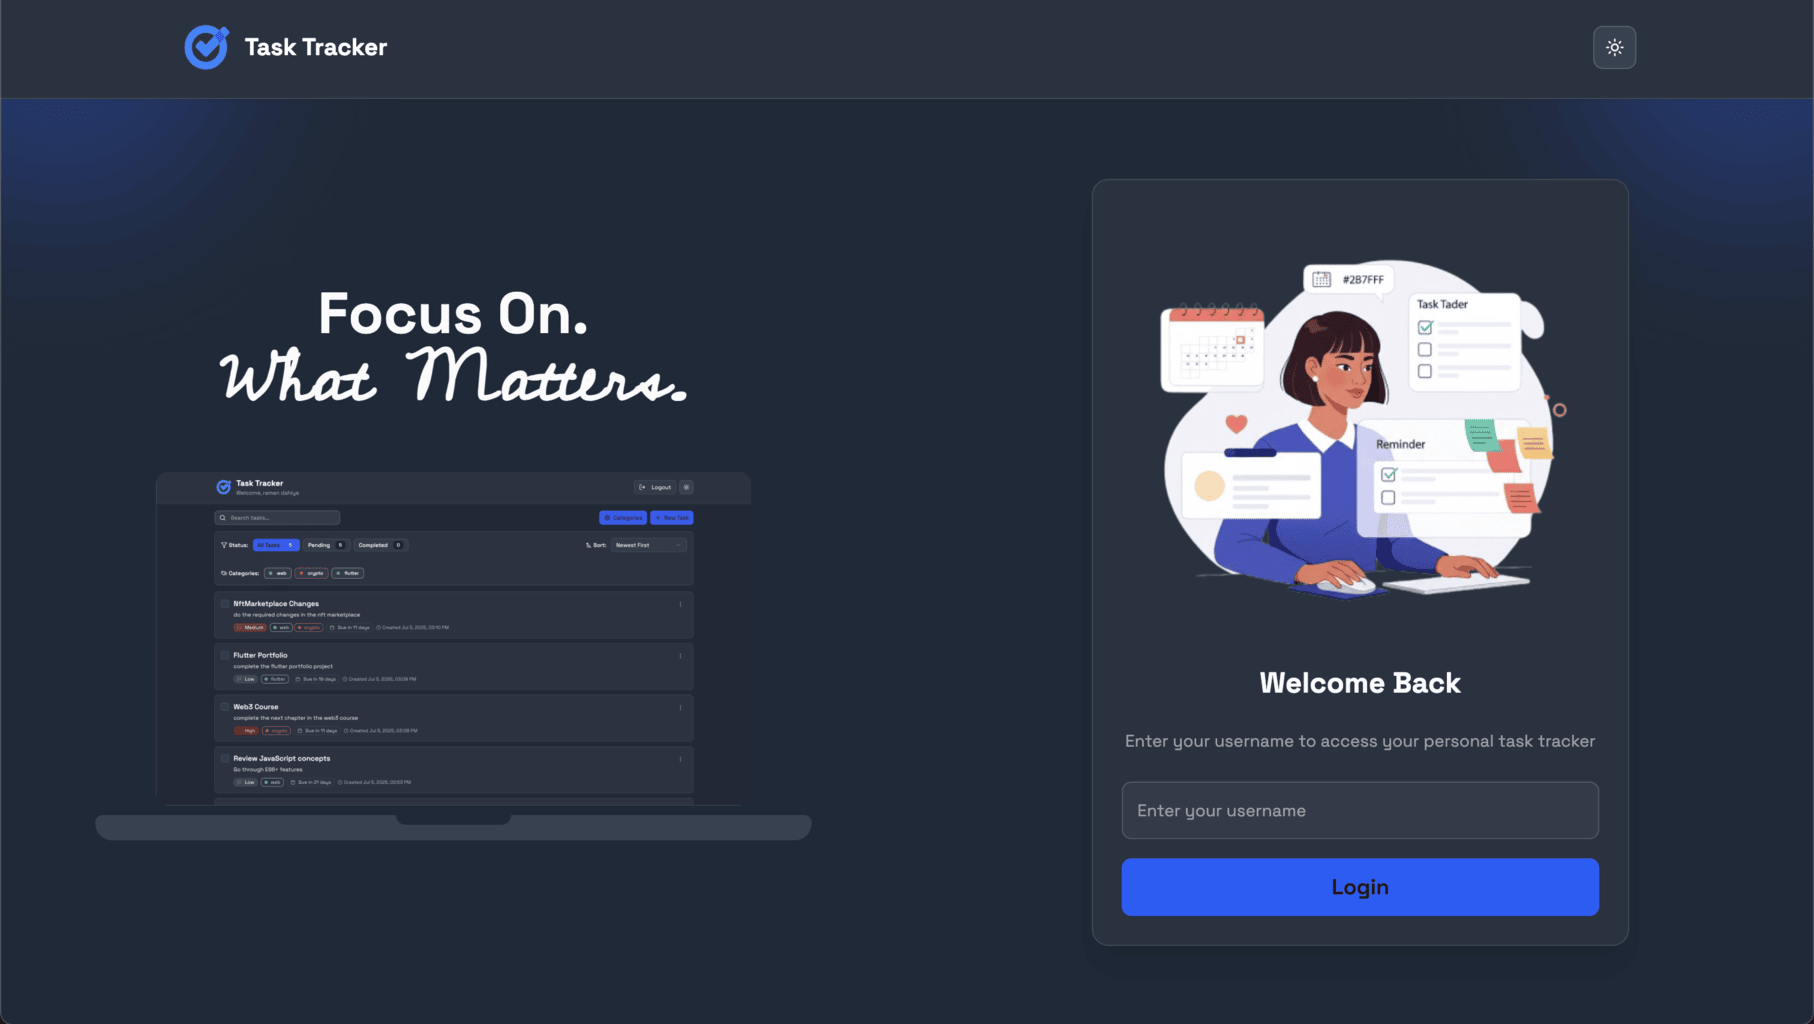 Task Tracker
Focus On.
What Matters.
Task Tracker
Welcome, raman dahiya
Logout
Search tasks...
Categories
New Task
Status: All Tasks 5 Pending 5 Completed 0
Sort: Newest First
Categories: web crypto flutter
NftMarketplace Changes
do the required changes in the nft marketplace
Medium web crypto Due in 11 days Created Jul 5, 2025, 03:10 PM
Flutter Portfolio
complete the flutter portfolio project
Low flutter Due in 19 days Created Jul 5, 2025, 03:09 PM
Web3 Course
complete the next chapter in the web3 course
High crypto Due in 11 days Created Jul 5, 2025, 03:08 PM
Review JavaScript concepts
Go through ES6+ features
Low web Due in 21 days Created Jul 5, 2025, 02:53 PM
#2B7FFF
Task Tader
Reminder
Welcome Back
Enter your username to access your personal task tracker
Enter your username
Login